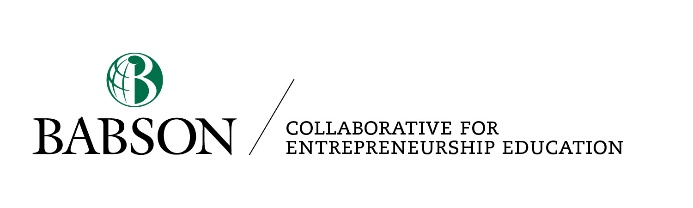 B
BABSON
COLLABORATIVE FOR
ENTREPRENEURSHIP EDUCATION